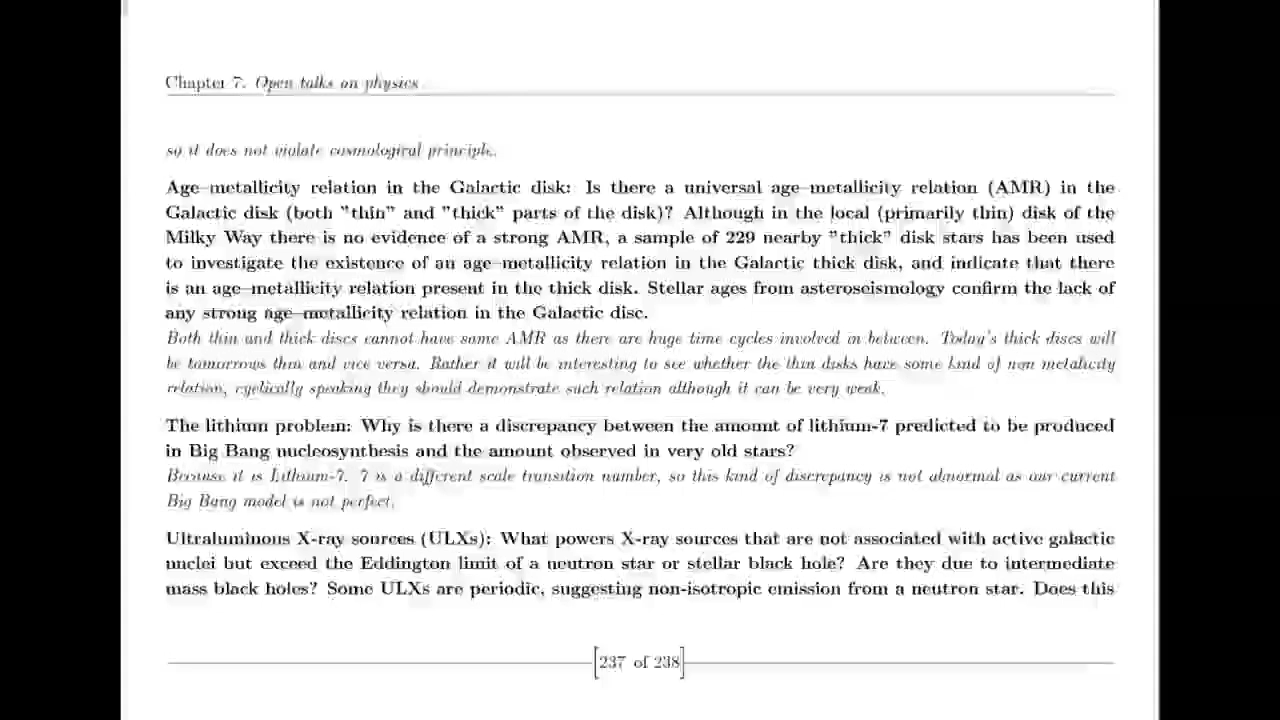 Chapter 7. Open talks on physics
so it does not violate cosmological principle.
Age–metallicity relation in the Galactic disk: Is there a universal age–metallicity relation (AMR) in the
Galactic disk (both "thin" and "thick" parts of the disk)? Although in the local (primarily thin) disk of the
Milky Way there is no evidence of a strong AMR, a sample of 229 nearby "thick" disk stars has been used
to investigate the existence of an age–metallicity relation in the Galactic thick disk, and indicate that there
is an age–metallicity relation present in the thick disk. Stellar ages from asteroseismology confirm the lack of
any strong age–metallicity relation in the Galactic disc.
Both thin and thick discs cannot have same AMR as there are huge time cycles involved in between. Today's thick discs will
be tomorrows thin and vice versa. Rather it will be interesting to see whether the thin disks have some kind of non metalicity
relation, cyclically speaking they should demonstrate such relation although it can be very weak.
The lithium problem: Why is there a discrepancy between the amount of lithium-7 predicted to be produced
in Big Bang nucleosynthesis and the amount observed in very old stars?
Because it is Lithium-7. 7 is a different scale transition number, so this kind of discrepancy is not abnormal as our current
Big Bang model is not perfect.
Ultraluminous X-ray sources (ULXs): What powers X-ray sources that are not associated with active galactic
nuclei but exceed the Eddington limit of a neutron star or stellar black hole? Are they due to intermediate
mass black holes? Some ULXs are periodic, suggesting non-isotropic emission from a neutron star. Does this
[237 of 238]